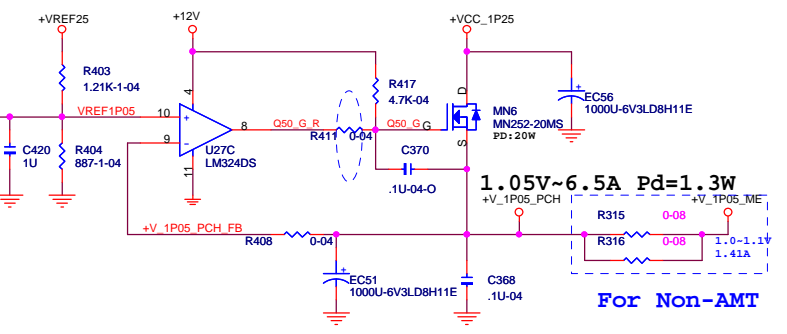 +VREF25
+12V
+VCC_1P25
R403
1.21K-1-04
R417
4.7K-04
EC56
1000U-6V3LD8H11E
VREF1P05
10
4
8
9
11
+
-
Q50_G_R
Q50_G
G
D
S
MN6
MN252-20MS
PD:20W
C420
1U
R404
887-1-04
U27C
LM324DS
R411
0-04
C370
.1U-04-O
1.05V~6.5A Pd=1.3W
+V_1P05_PCH
+V_1P05_ME
R315
0-08
R316
0-08
1.0~1.1V
1.41A
+V_1P05_PCH_FB
R408
0-04
EC51
1000U-6V3LD8H11E
C368
.1U-04
For Non-AMT